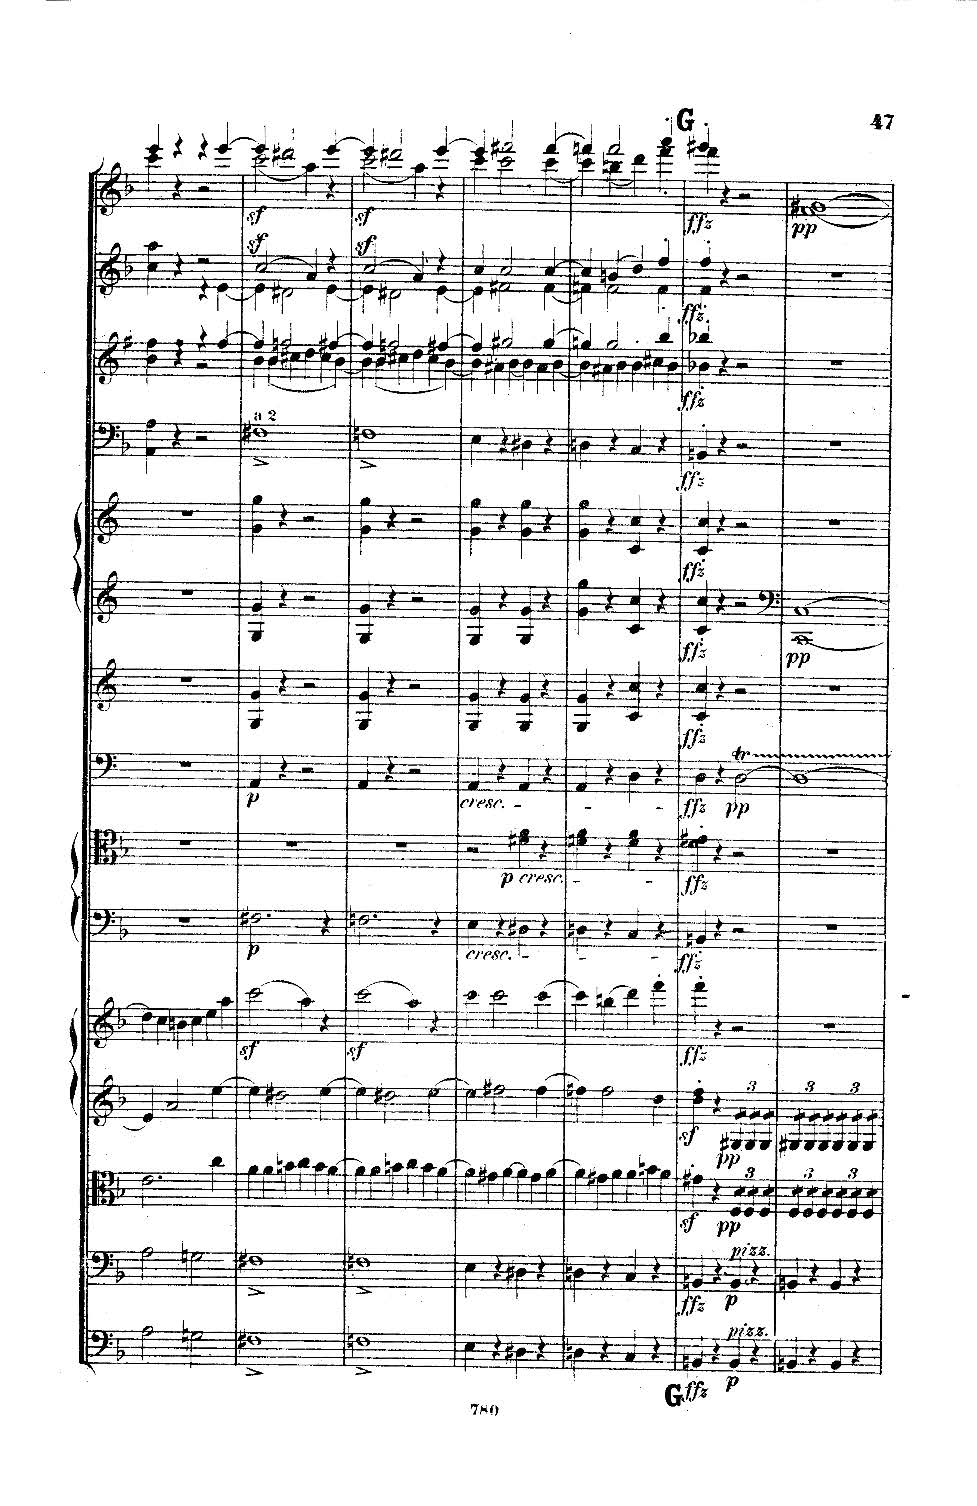 G
47
sf sf ffz pp
sf sf ffz
ffz
a 2
ffz
ffz
ffz pp
ffz
tr
p cresc. ffz pp
p cresc. ffz
p cresc. ffz
sf sf ffz
3 3 3
sf pp
3 3 3
sf pp
pizz.
ffz p
pizz.
G ffz p
780